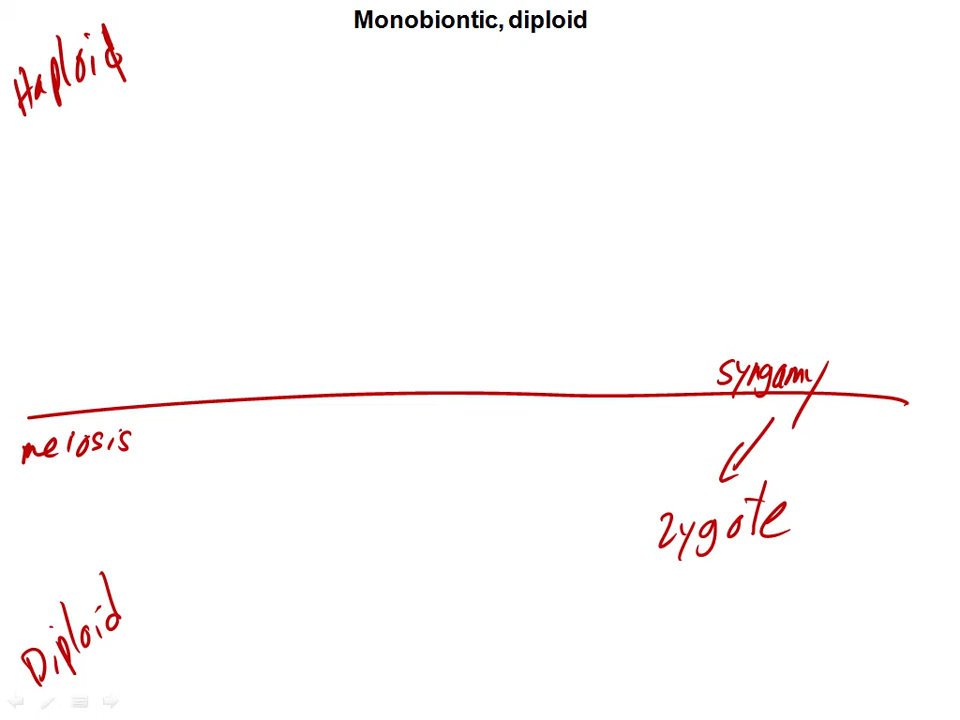 Monobiontic, diploid
Haploid
syngamy
meiosis
zygote
Diploid